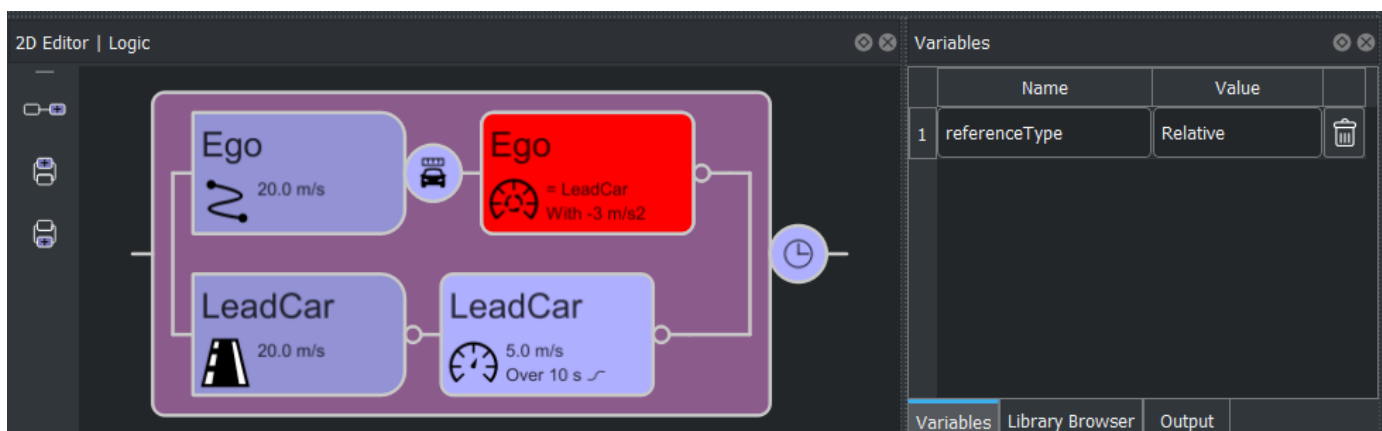 2D Editor | Logic
Ego
20.0 m/s
Ego
= LeadCar
With -3 m/s2
LeadCar
20.0 m/s
LeadCar
5.0 m/s
Over 10 s
Variables
Name Value
1 referenceType Relative
Variables Library Browser Output